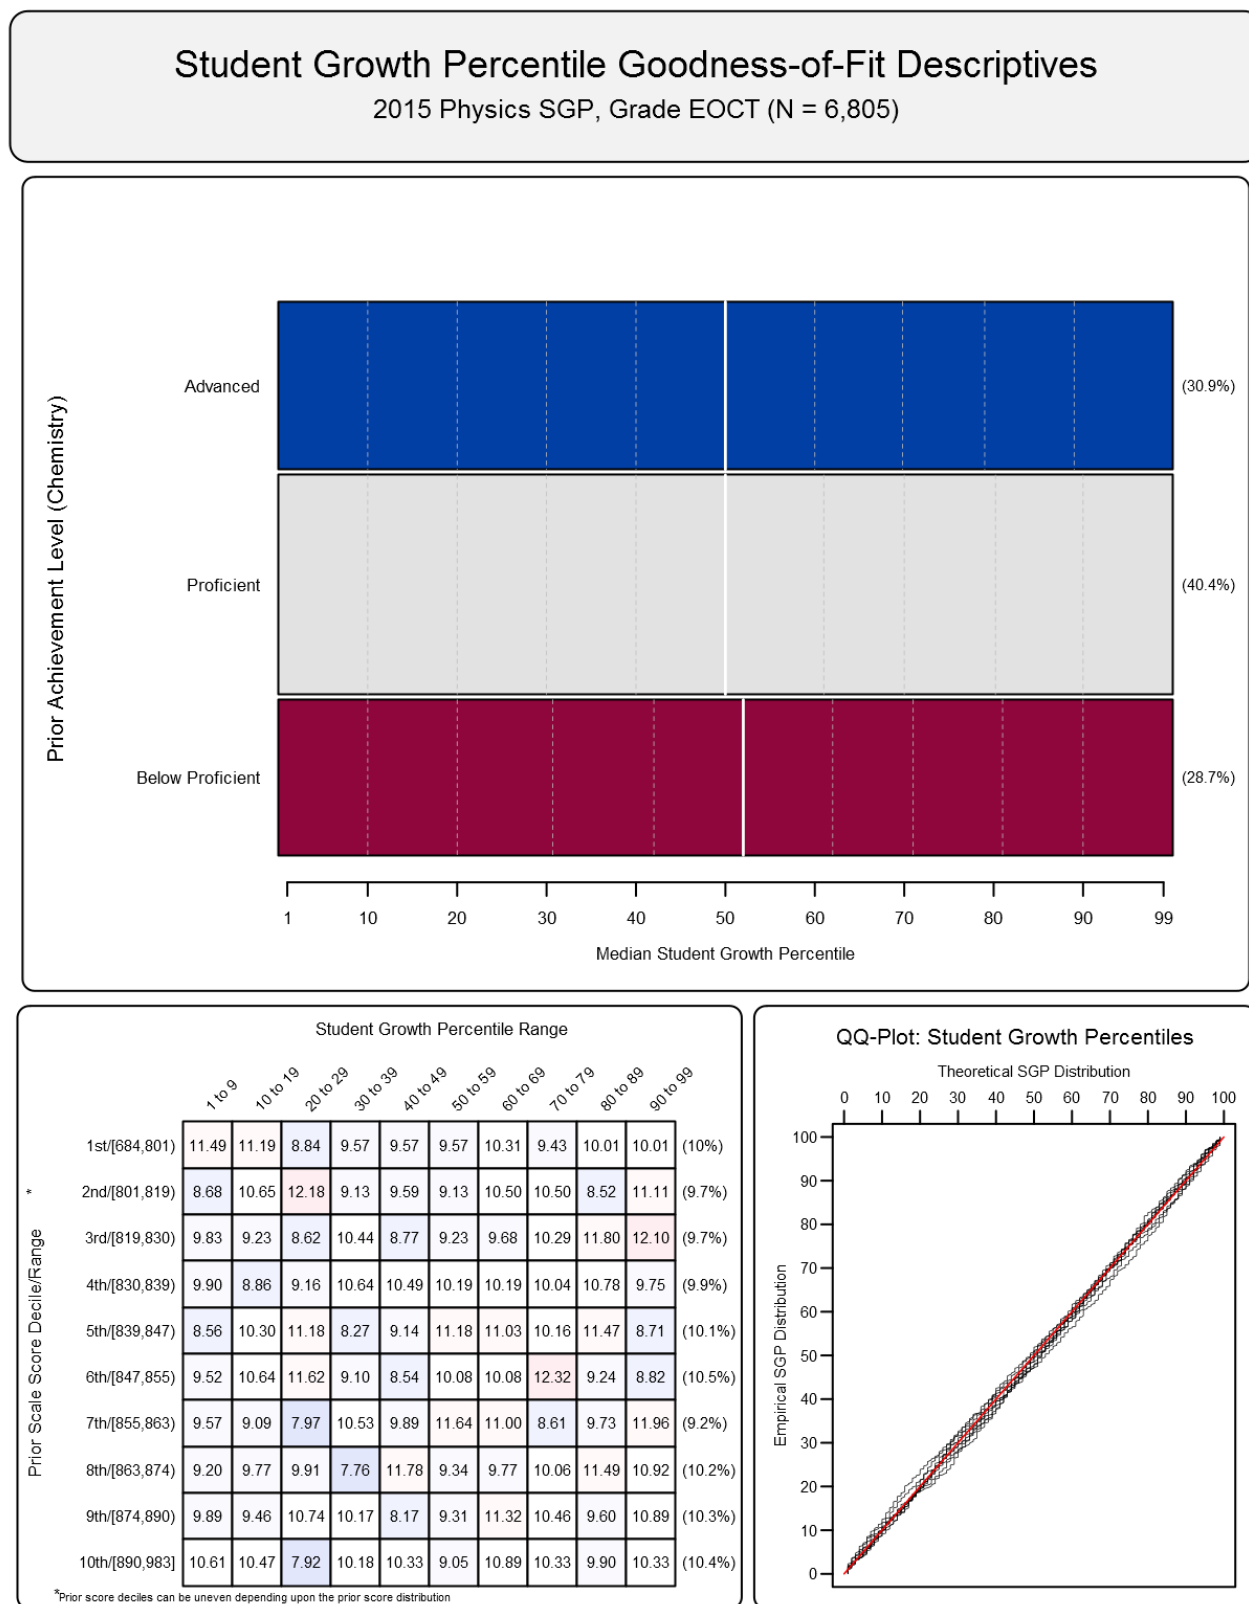 Student Growth Percentile Goodness-of-Fit Descriptives
2015 Physics SGP, Grade EOCT (N = 6,805)
Prior Achievement Level (Chemistry)
Advanced
(30.9%)
Proficient
(40.4%)
Below Proficient
(28.7%)
1 10 20 30 40 50 60 70 80 90 99
Median Student Growth Percentile
Student Growth Percentile Range
1 to 9 10 to 19 20 to 29 30 to 39 40 to 49 50 to 59 60 to 69 70 to 79 80 to 89 90 to 99
Prior Scale Score Decile/Range *
1st/[684,801) 11.49 11.19 8.84 9.57 9.57 9.57 10.31 9.43 10.01 10.01 (10%)
2nd/[801,819) 8.68 10.65 12.18 9.13 9.59 9.13 10.50 10.50 8.52 11.11 (9.7%)
3rd/[819,830) 9.83 9.23 8.62 10.44 8.77 9.23 9.68 10.29 11.80 12.10 (9.7%)
4th/[830,839) 9.90 8.86 9.16 10.64 10.49 10.19 10.19 10.04 10.78 9.75 (9.9%)
5th/[839,847) 8.56 10.30 11.18 8.27 9.14 11.18 11.03 10.16 11.47 8.71 (10.1%)
6th/[847,855) 9.52 10.64 11.62 9.10 8.54 10.08 10.08 12.32 9.24 8.82 (10.5%)
7th/[855,863) 9.57 9.09 7.97 10.53 9.89 11.64 11.00 8.61 9.73 11.96 (9.2%)
8th/[863,874) 9.20 9.77 9.91 7.76 11.78 9.34 9.77 10.06 11.49 10.92 (10.2%)
9th/[874,890) 9.89 9.46 10.74 10.17 8.17 9.31 11.32 10.46 9.60 10.89 (10.3%)
10th/[890,983] 10.61 10.47 7.92 10.18 10.33 9.05 10.89 10.33 9.90 10.33 (10.4%)
*Prior score deciles can be uneven depending upon the prior score distribution
QQ-Plot: Student Growth Percentiles
Theoretical SGP Distribution
0 10 20 30 40 50 60 70 80 90 100
Empirical SGP Distribution
100
90
80
70
60
50
40
30
20
10
0